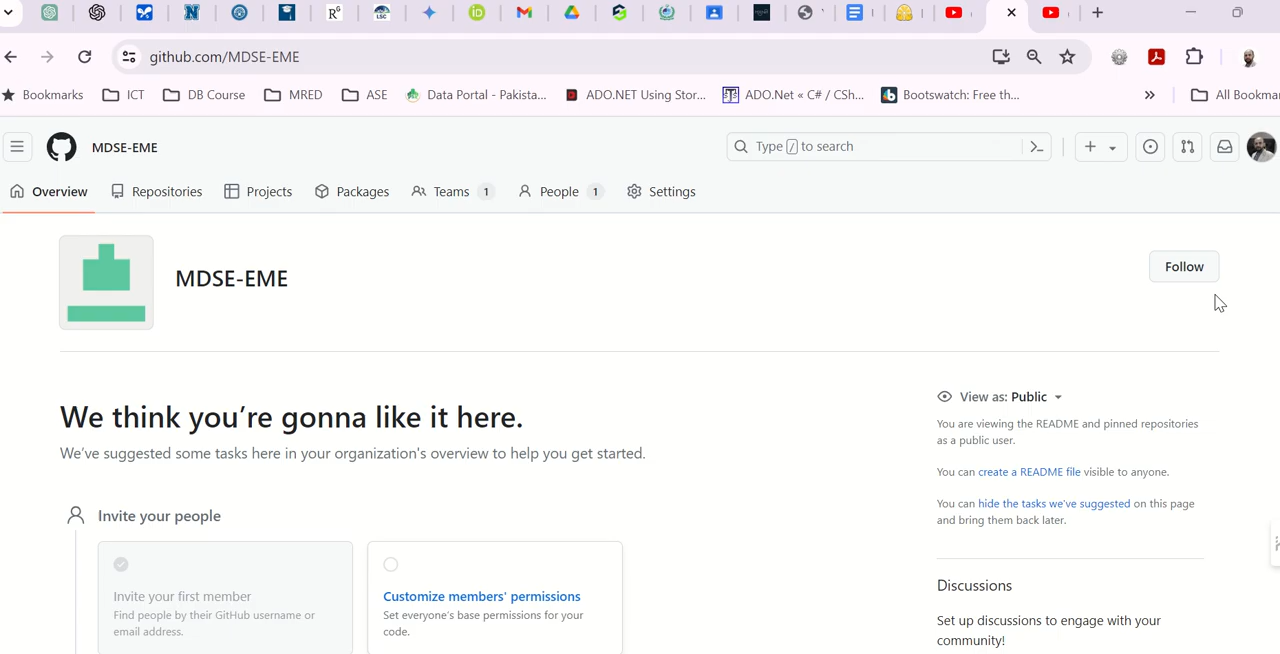 github.com/MDSE-EME
Bookmarks ICT DB Course MRED ASE Data Portal - Pakista... ADO.NET Using Stor... ADO.Net « C# / CSh... Bootswatch: Free th... » All Bookma
MDSE-EME Type / to search
Overview Repositories Projects Packages Teams 1 People 1 Settings
MDSE-EME
Follow
We think you’re gonna like it here.
We’ve suggested some tasks here in your organization's overview to help you get started.
Invite your people
Invite your first member
Find people by their GitHub username or
email address.
Customize members' permissions
Set everyone's base permissions for your
code.
View as: Public
You are viewing the README and pinned repositories
as a public user.
You can create a README file visible to anyone.
You can hide the tasks we've suggested on this page
and bring them back later.
Discussions
Set up discussions to engage with your
community!